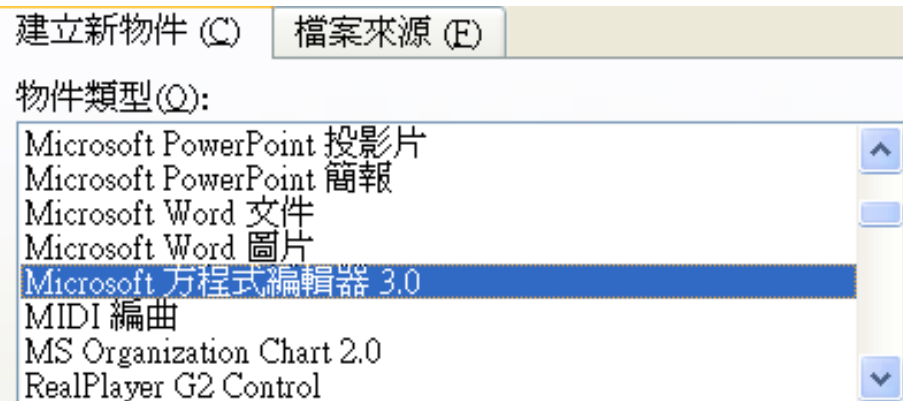 建立新物件 (C) 檔案來源 (F)
物件類型(O):
Microsoft PowerPoint 投影片
Microsoft PowerPoint 簡報
Microsoft Word 文件
Microsoft Word 圖片
Microsoft 方程式編輯器 3.0
MIDI 編曲
MS Organization Chart 2.0
RealPlayer G2 Control